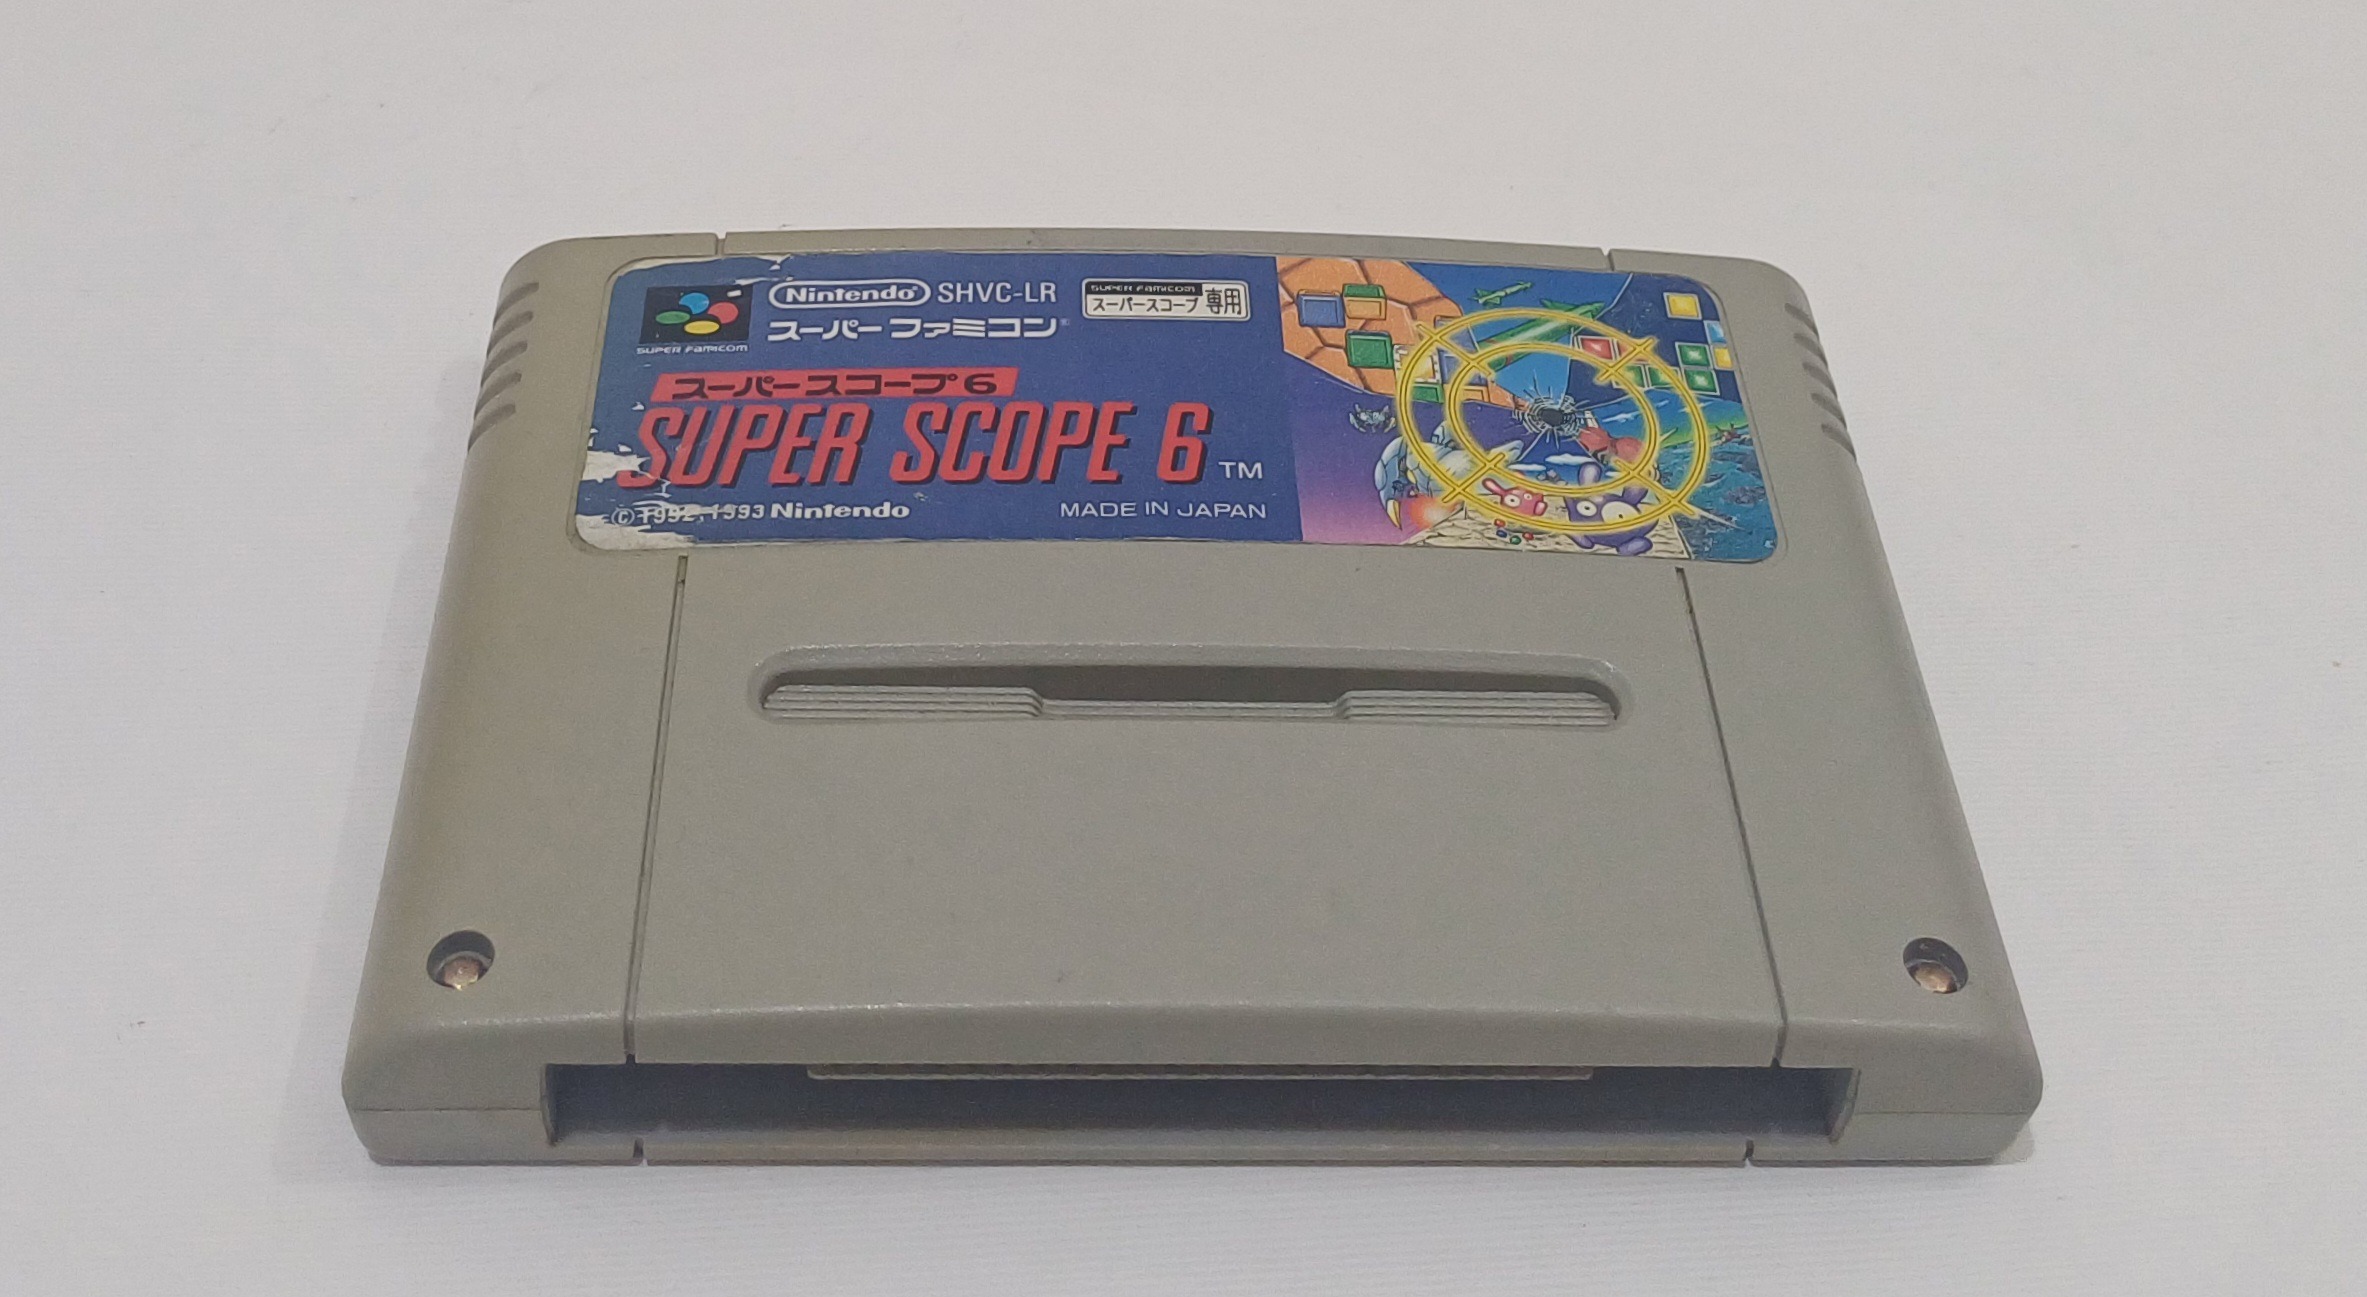 Nintendo® SHVC-LR
スーパーファミコン®
SUPER FAMICOM
SUPER FAMICOM
スーパースコープ専用
スーパースコープ6
SUPER SCOPE 6 TM
©1992,1993 Nintendo
MADE IN JAPAN